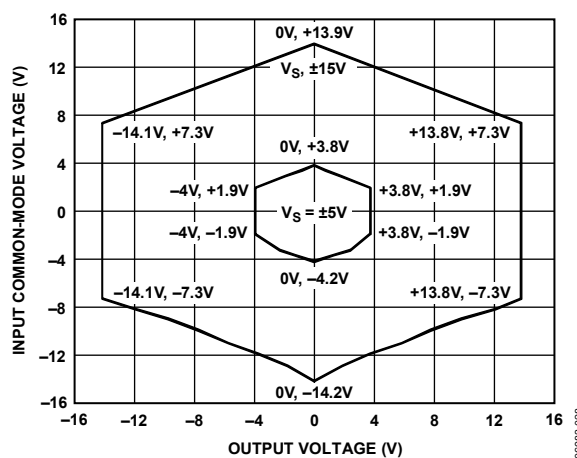 16
12
8
4
0
–4
–8
–12
–16
INPUT COMMON-MODE VOLTAGE (V)
0V, +13.9V
VS, ±15V
–14.1V, +7.3V
+13.8V, +7.3V
0V, +3.8V
–4V, +1.9V
+3.8V, +1.9V
VS = ±5V
–4V, –1.9V
+3.8V, –1.9V
0V, –4.2V
–14.1V, –7.3V
+13.8V, –7.3V
0V, –14.2V
–16
–12
–8
–4
0
4
8
12
16
OUTPUT VOLTAGE (V)